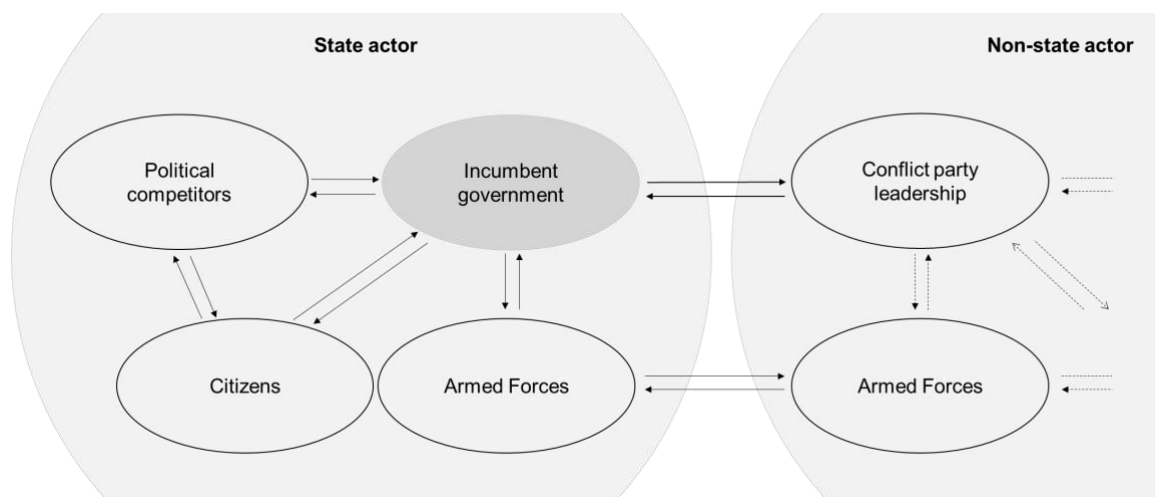 State actor
Non-state actor
Political
competitors
Incumbent
government
Conflict party
leadership
Citizens
Armed Forces
Armed Forces